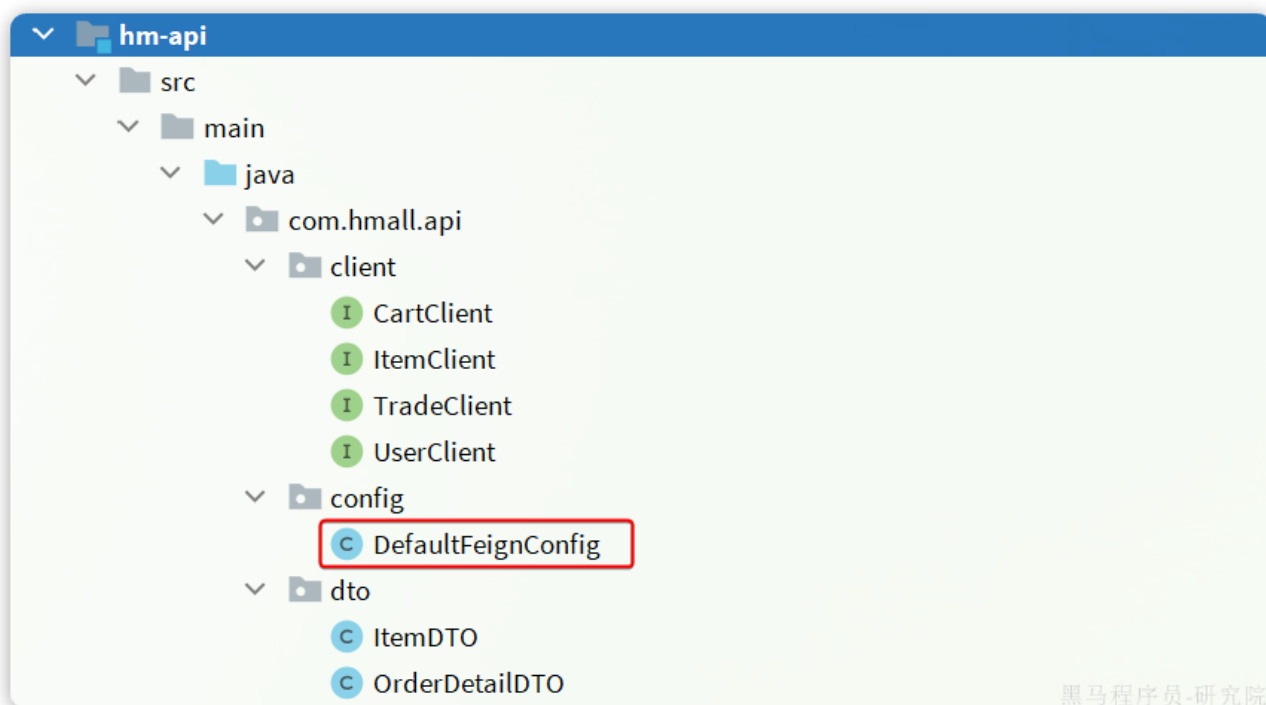 hm-api
src
main
java
com.hmall.api
client
I CartClient
I ItemClient
I TradeClient
I UserClient
config
C DefaultFeignConfig
dto
C ItemDTO
C OrderDetailDTO
黑马程序员-研究院